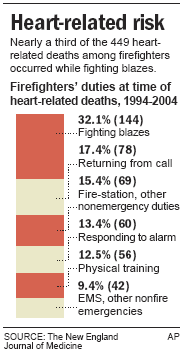 Heart-related risk
Nearly a third of the 449 heart-
related deaths among firefighters
occurred while fighting blazes.
Firefighters' duties at time of
heart-related deaths, 1994-2004
32.1% (144)
Fighting blazes
17.4% (78)
Returning from call
15.4% (69)
Fire-station, other
nonemergency duties
13.4% (60)
Responding to alarm
12.5% (56)
Physical training
9.4% (42)
EMS, other nonfire
emergencies
SOURCE: The New England
Journal of Medicine
AP